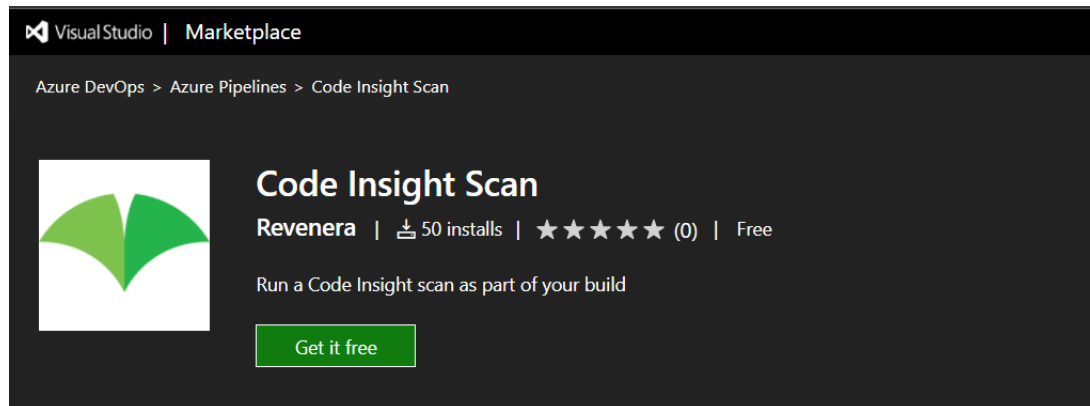 Visual Studio | Marketplace
Azure DevOps > Azure Pipelines > Code Insight Scan
Code Insight Scan
Revenera | 50 installs | ★★★★★ (0) | Free
Run a Code Insight scan as part of your build
Get it free